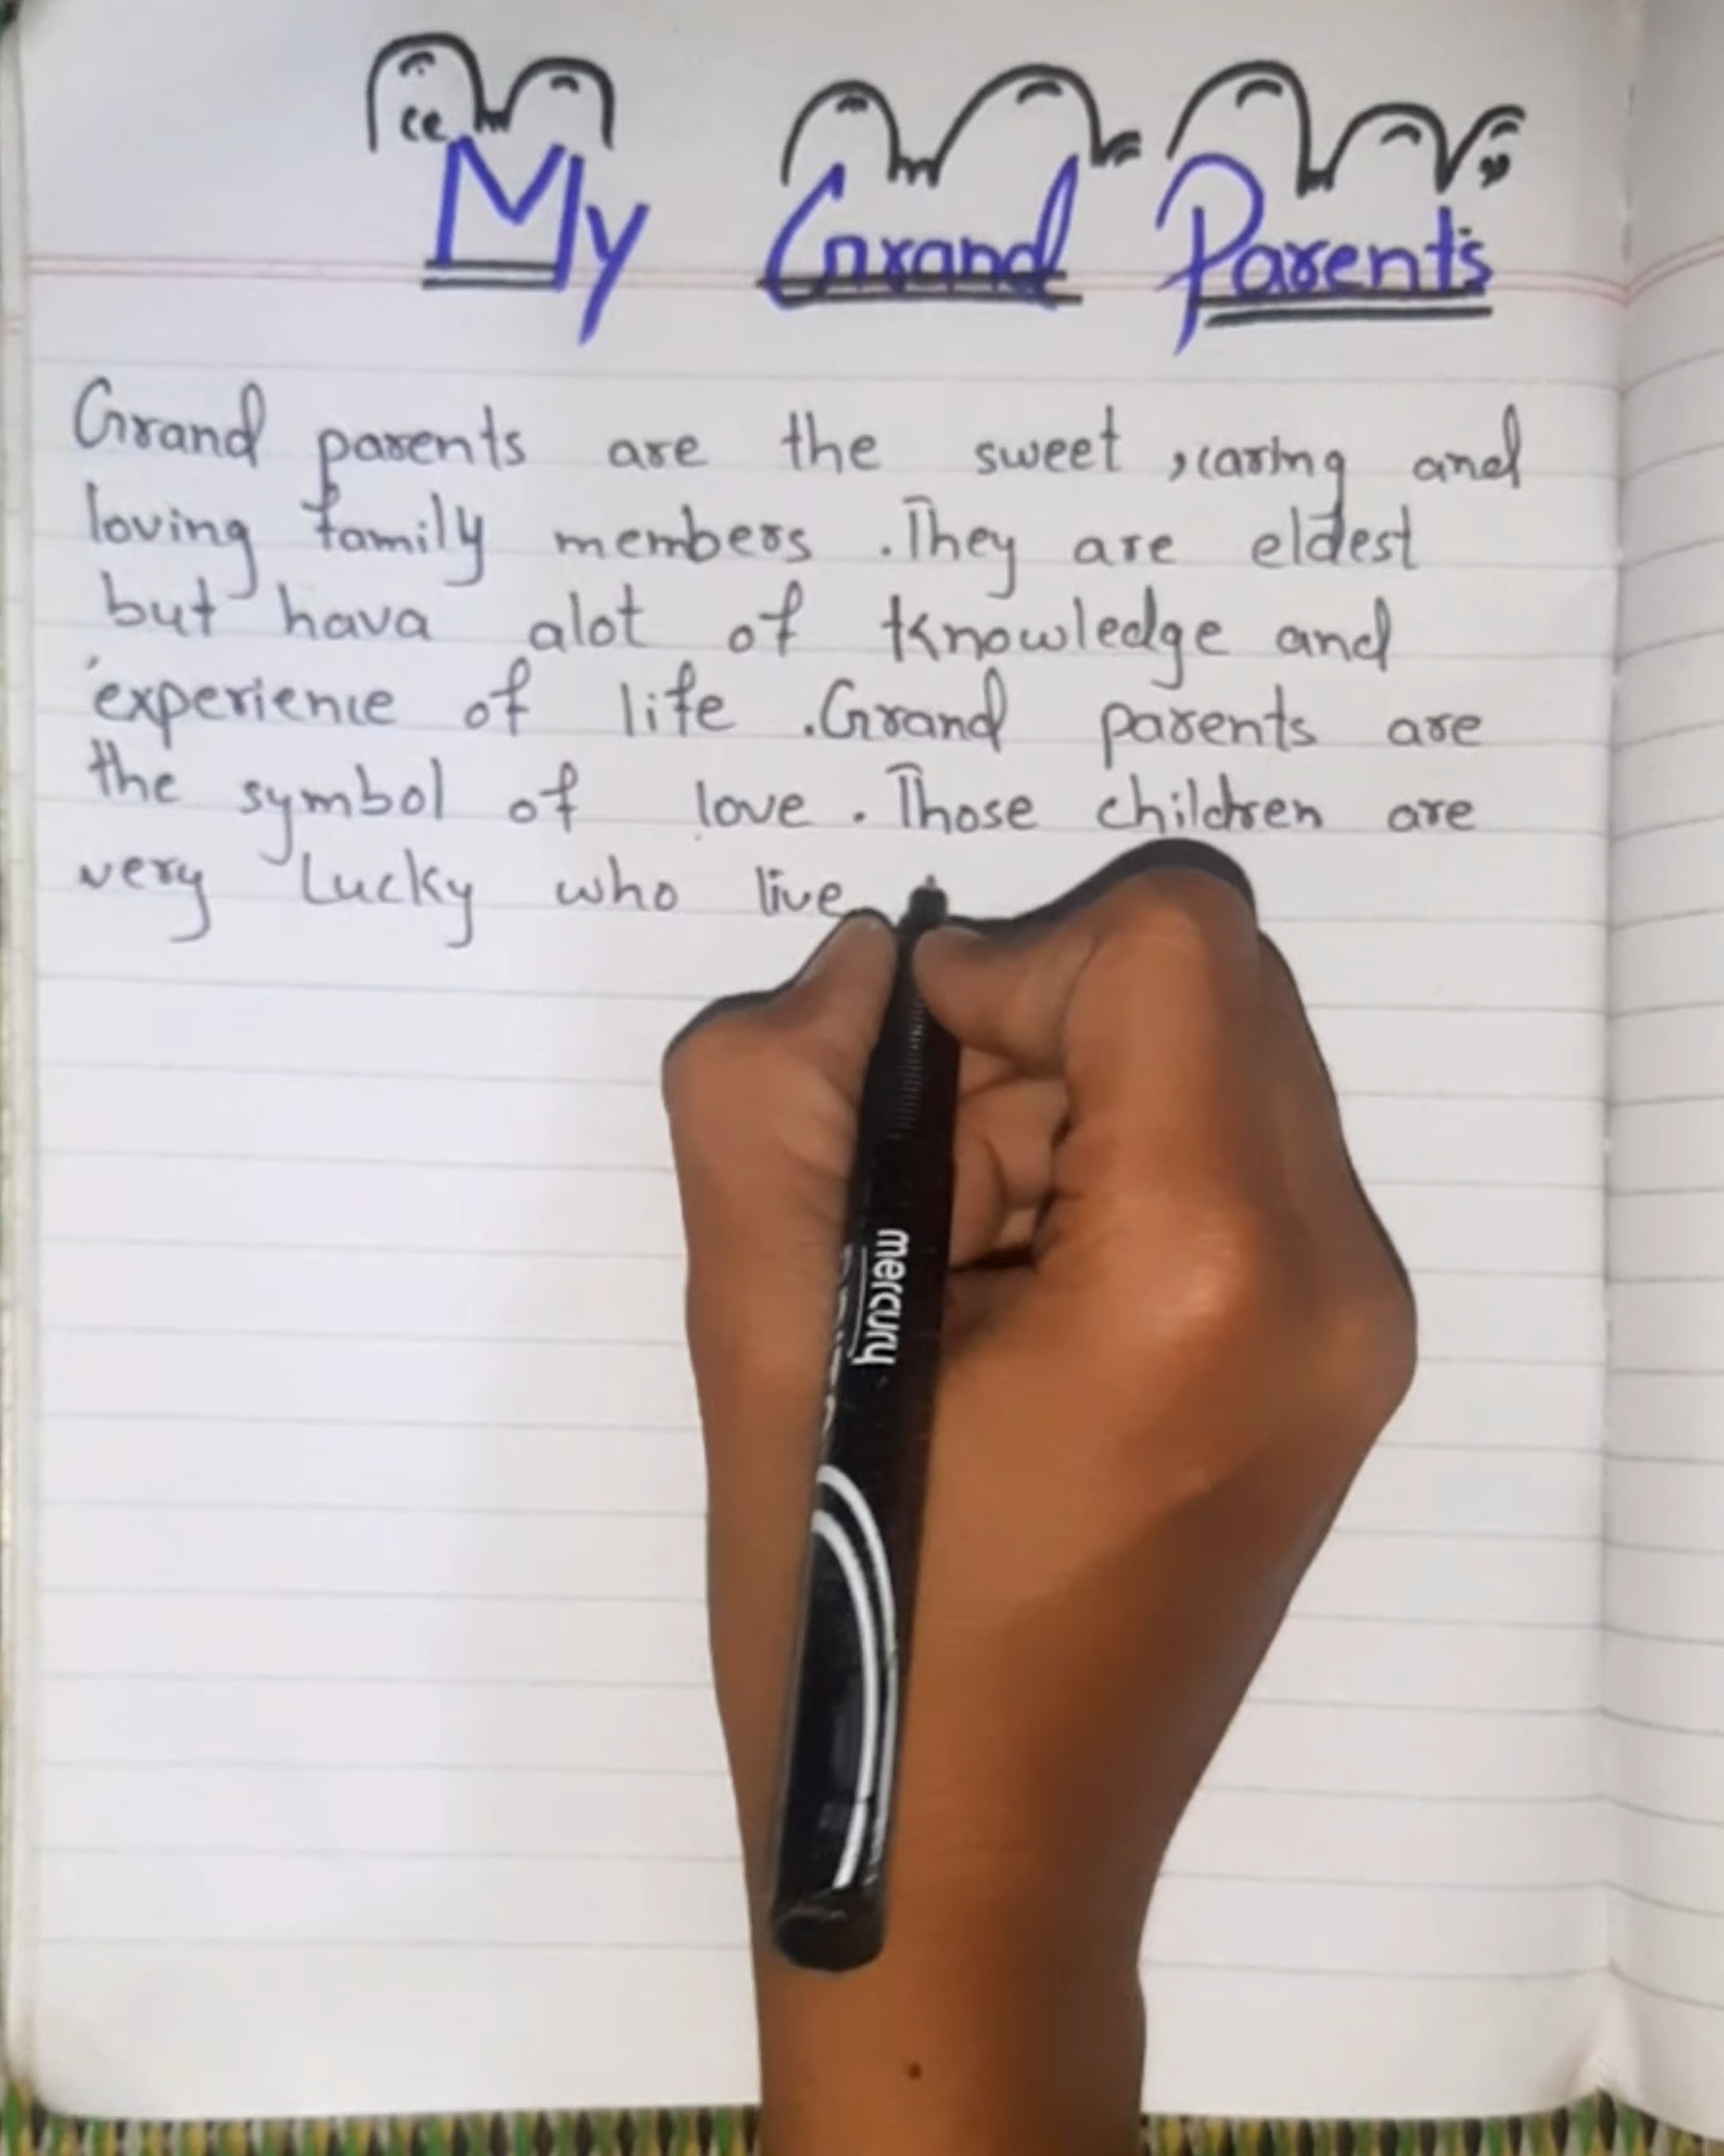 My Grand Parents
Grand parents are the sweet ,caring and
loving family members .They are eldest
but hava alot of Knowledge and
experience of life .Grand parents are
the symbol of love . Those children are
very Lucky who live
mercury